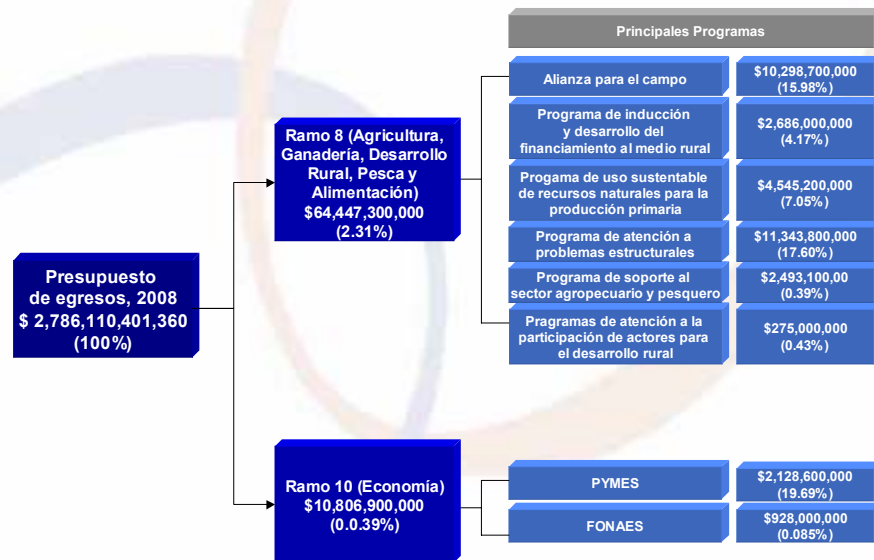 Principales Programas
Alianza para el campo
$10,298,700,000
(15.98%)
Programa de inducción
y desarrollo del
financiamiento al medio rural
$2,686,000,000
(4.17%)
Progama de uso sustentable
de recursos naturales para la
producción primaria
$4,545,200,000
(7.05%)
Programa de atención a
problemas estructurales
$11,343,800,000
(17.60%)
Programa de soporte al
sector agropecuario y pesquero
$2,493,100,00
(0.39%)
Pragramas de atención a la
participación de actores para
el desarrollo rural
$275,000,000
(0.43%)
Ramo 8 (Agricultura,
Ganadería, Desarrollo
Rural, Pesca y
Alimentación)
$64,447,300,000
(2.31%)
Presupuesto
de egresos, 2008
$ 2,786,110,401,360
(100%)
Ramo 10 (Economía)
$10,806,900,000
(0.0.39%)
PYMES
$2,128,600,000
(19.69%)
FONAES
$928,000,000
(0.085%)